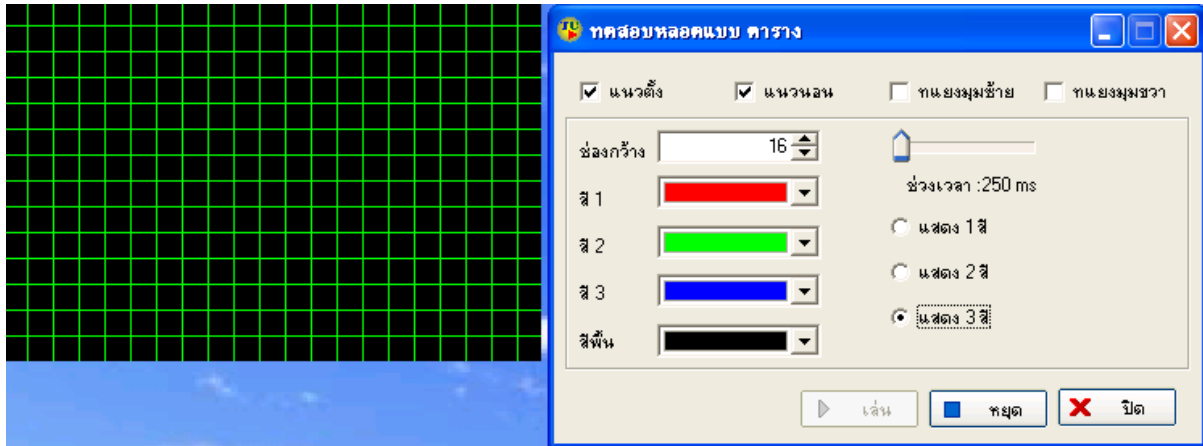 ทดสอบหลอดแบบ ตาราง
แนวตั้ง แนวนอน ทแยงมุมซ้าย ทแยงมุมขวา
ช่องกว้าง 16
ช่วงเวลา :250 ms
สี 1
แสดง 1 สี
สี 2
แสดง 2 สี
สี 3
แสดง 3 สี
สีพื้น
เล่น หยุด ปิด